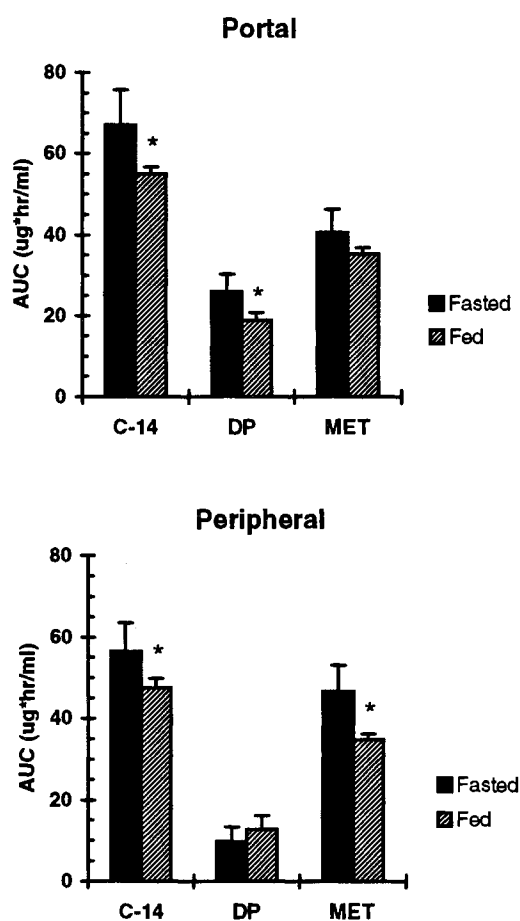 Portal
80
60
40
20
0
AUC (ug*hr/ml)
*
*
C-14 DP MET
Fasted
Fed
Peripheral
80
60
40
20
0
AUC (ug*hr/ml)
*
*
C-14 DP MET
Fasted
Fed